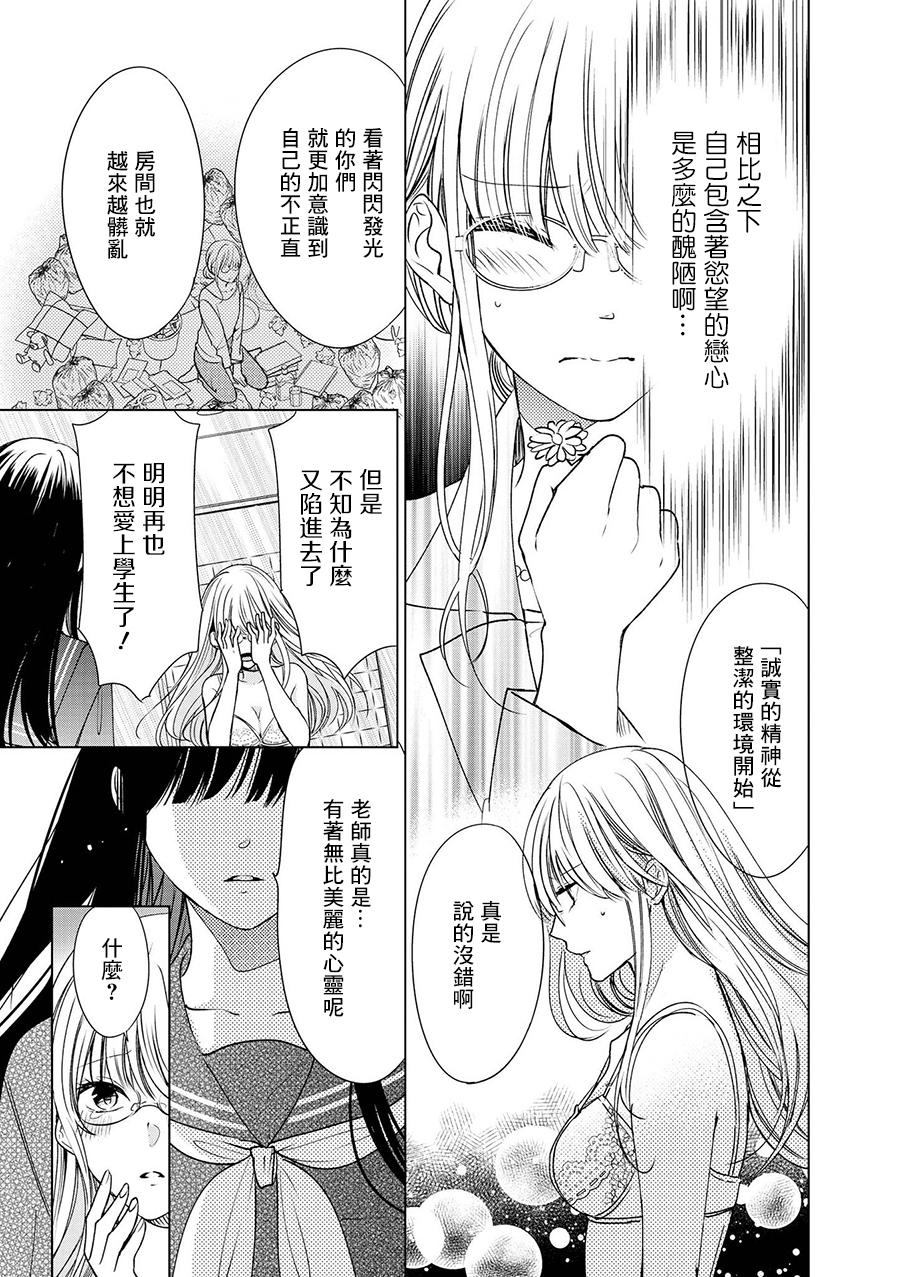 相比之下
自己包含著慾望的戀心
是多麼的醜陋啊…
看著閃閃發光
的你們
就更加意識到
自己的不正直
房間也就
越來越髒亂
「誠實的精神從
整潔的環境開始」
真是
說的沒錯啊
但是
不知為什麼
又陷進去了
明明再也
不想愛上學生了！
老師真的是…
有著無比美麗的心靈呢
什麼？